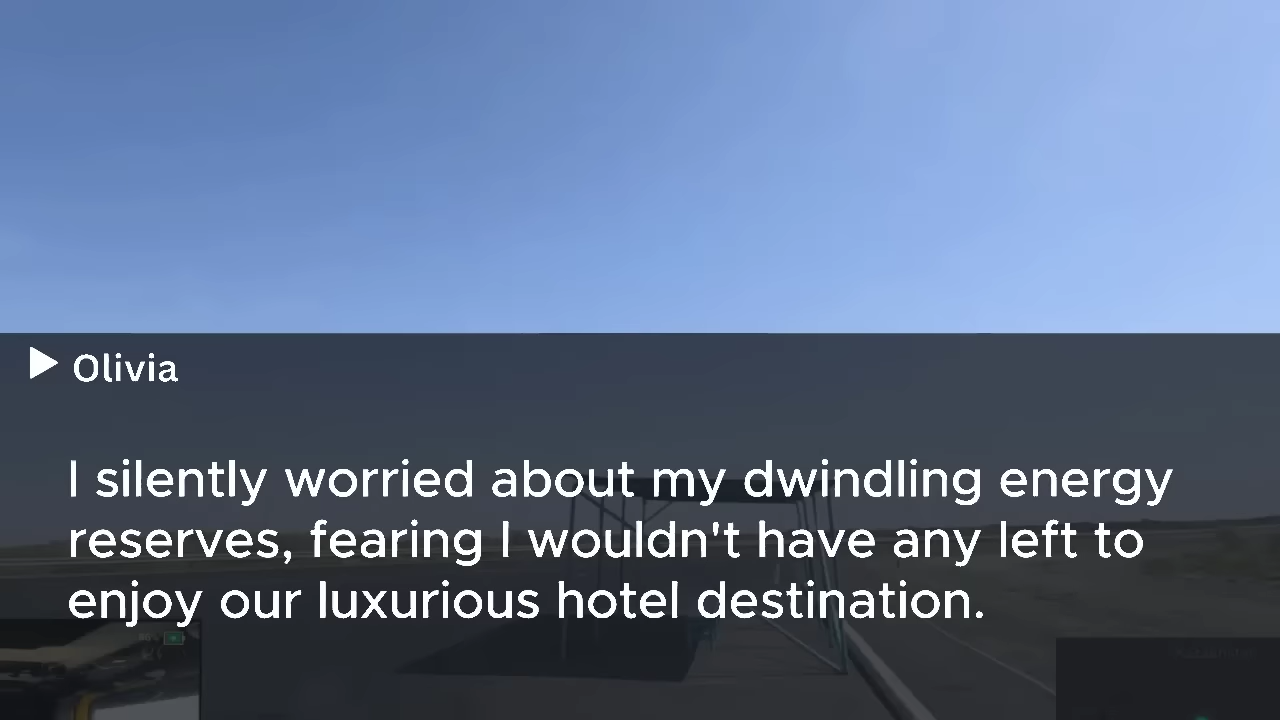 Olivia
I silently worried about my dwindling energy
reserves, fearing I wouldn't have any left to
enjoy our luxurious hotel destination.